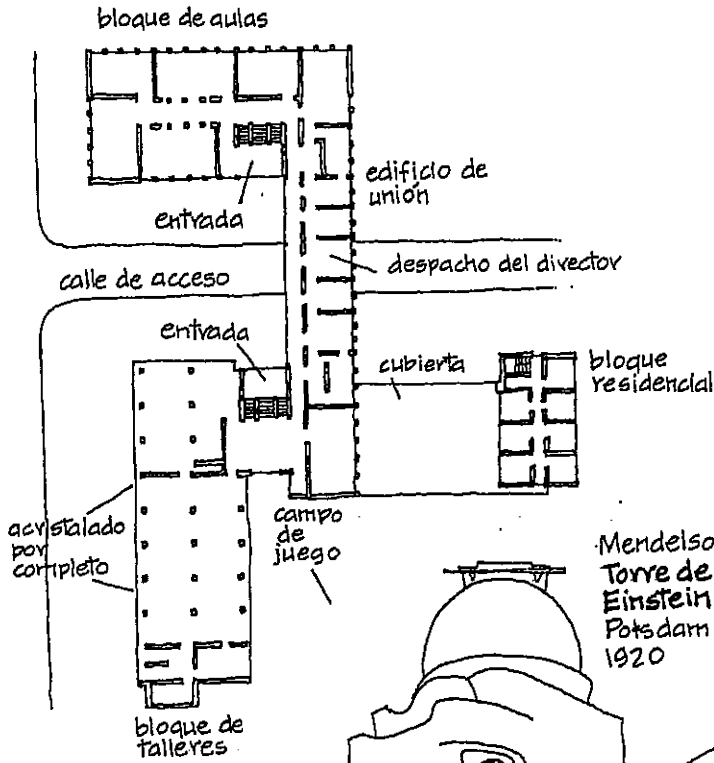 bloque de aulas
edificio de
unión
entrada
despacho del director
calle de acceso
entrada
cubierta
bloque
residencial
acristalado
por
completo
campo
de
juego
Mendelso
Torre de
Einstein
Potsdam
1920
bloque de
talleres